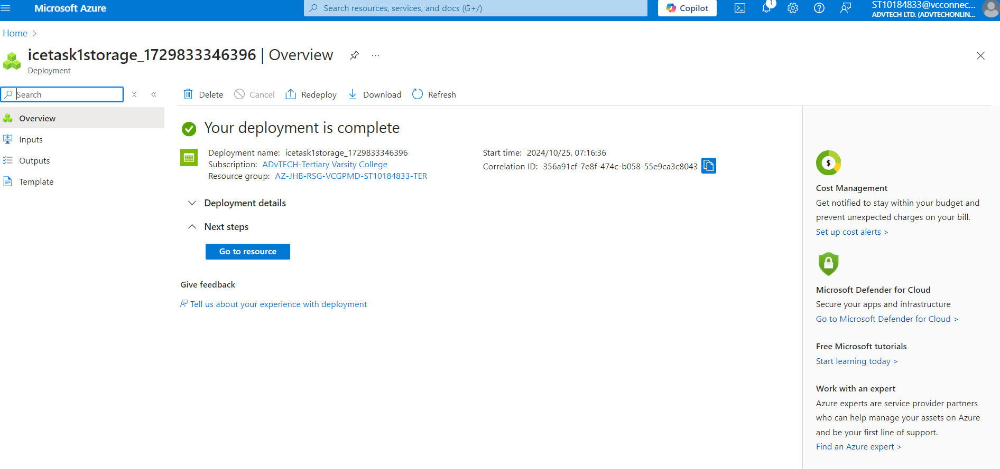 Microsoft Azure
Search resources, services, and docs (G+/)
Copilot
1
ST10184833@vcconnec...
ADVTECH LTD. (ADVTECHONLIN...
Home
icetask1storage_1729833346396 | Overview
Deployment
Search
Delete
Cancel
Redeploy
Download
Refresh
Overview
Inputs
Outputs
Template
Your deployment is complete
Deployment name: icetask1storage_1729833346396
Subscription: ADvTECH-Tertiary Varsity College
Resource group: AZ-JHB-RSG-VCGPMD-ST10184833-TER
Start time: 2024/10/25, 07:16:36
Correlation ID: 356a91cf-7e8f-474c-b058-55e9ca3c8043
Deployment details
Next steps
Go to resource
Give feedback
Tell us about your experience with deployment
$
Cost Management
Get notified to stay within your budget and
prevent unexpected charges on your bill.
Set up cost alerts >
Microsoft Defender for Cloud
Secure your apps and infrastructure
Go to Microsoft Defender for Cloud >
Free Microsoft tutorials
Start learning today >
Work with an expert
Azure experts are service provider partners
who can help manage your assets on Azure
and be your first line of support.
Find an Azure expert >